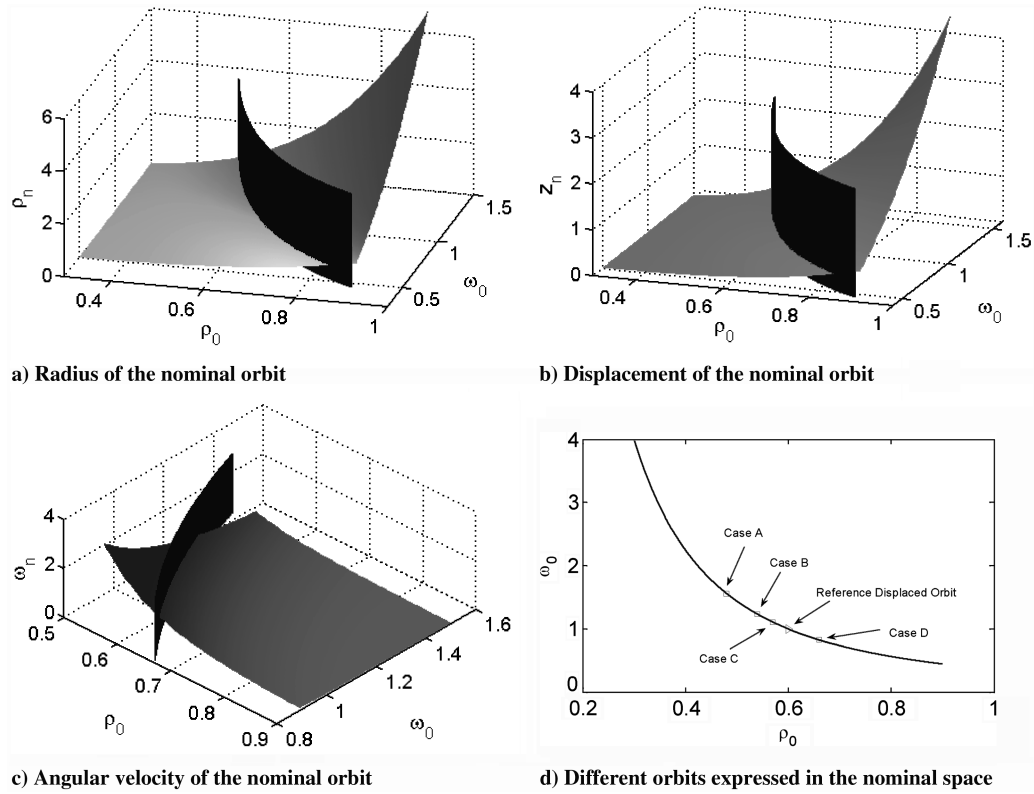 6
4
2
0
ρn
0.4
0.6
0.8
1
ρ0
0.5
1
1.5
ω0
a) Radius of the nominal orbit
4
3
2
1
0
zn
0.4
0.6
0.8
1
ρ0
0.5
1
1.5
ω0
b) Displacement of the nominal orbit
4
2
0
ωn
0.5
0.6
0.7
0.8
0.9
ρ0
0.8
1
1.2
1.4
1.6
ω0
c) Angular velocity of the nominal orbit
4
3
2
1
0
ω0
Case A
Case B
Reference Displaced Orbit
Case C
Case D
0.2
0.4
0.6
0.8
1
ρ0
d) Different orbits expressed in the nominal space